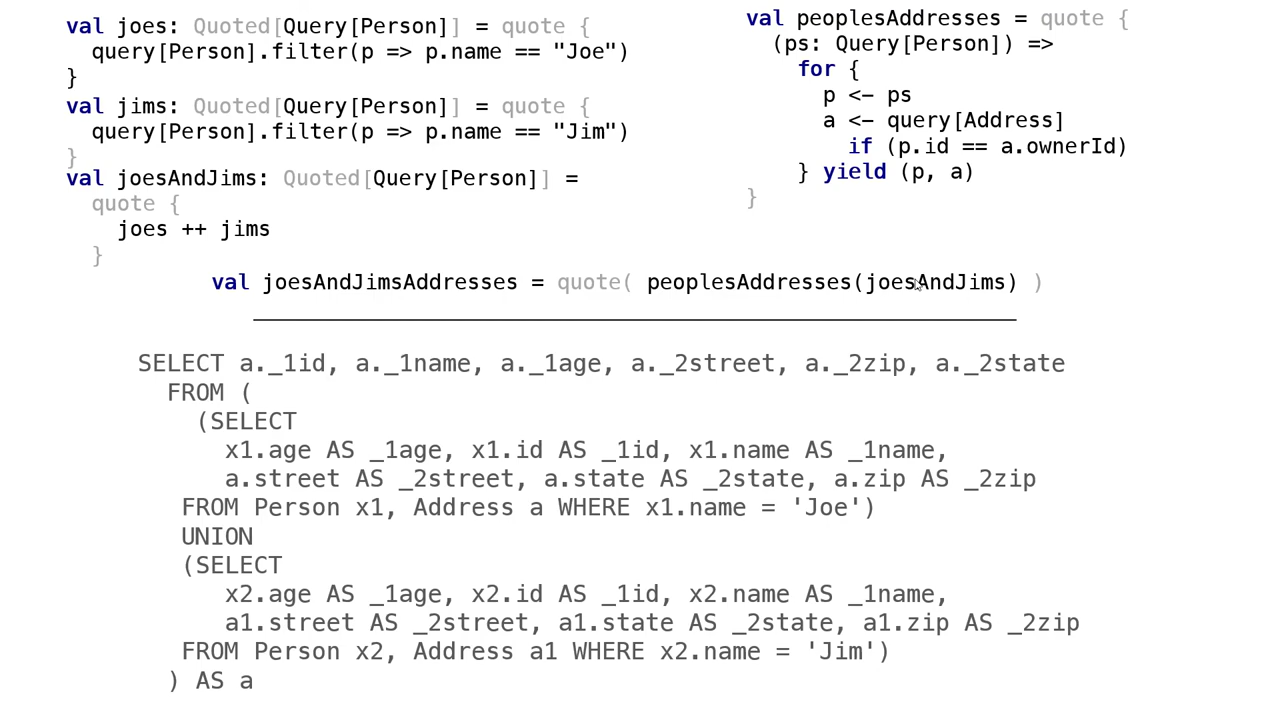 val joes: Quoted[Query[Person]] = quote {
  query[Person].filter(p => p.name == "Joe")
}
val jims: Quoted[Query[Person]] = quote {
  query[Person].filter(p => p.name == "Jim")
}
val joesAndJims: Quoted[Query[Person]] =
  quote {
    joes ++ jims
  }
val peoplesAddresses = quote {
  (ps: Query[Person]) =>
    for {
      p <- ps
      a <- query[Address]
        if (p.id == a.ownerId)
    } yield (p, a)
}
val joesAndJimsAddresses = quote( peoplesAddresses(joesAndJims) )
SELECT a._1id, a._1name, a._1age, a._2street, a._2zip, a._2state
  FROM (
    (SELECT
      x1.age AS _1age, x1.id AS _1id, x1.name AS _1name,
      a.street AS _2street, a.state AS _2state, a.zip AS _2zip
   FROM Person x1, Address a WHERE x1.name = 'Joe')
   UNION
   (SELECT
      x2.age AS _1age, x2.id AS _1id, x2.name AS _1name,
      a1.street AS _2street, a1.state AS _2state, a1.zip AS _2zip
   FROM Person x2, Address a1 WHERE x2.name = 'Jim')
  ) AS a